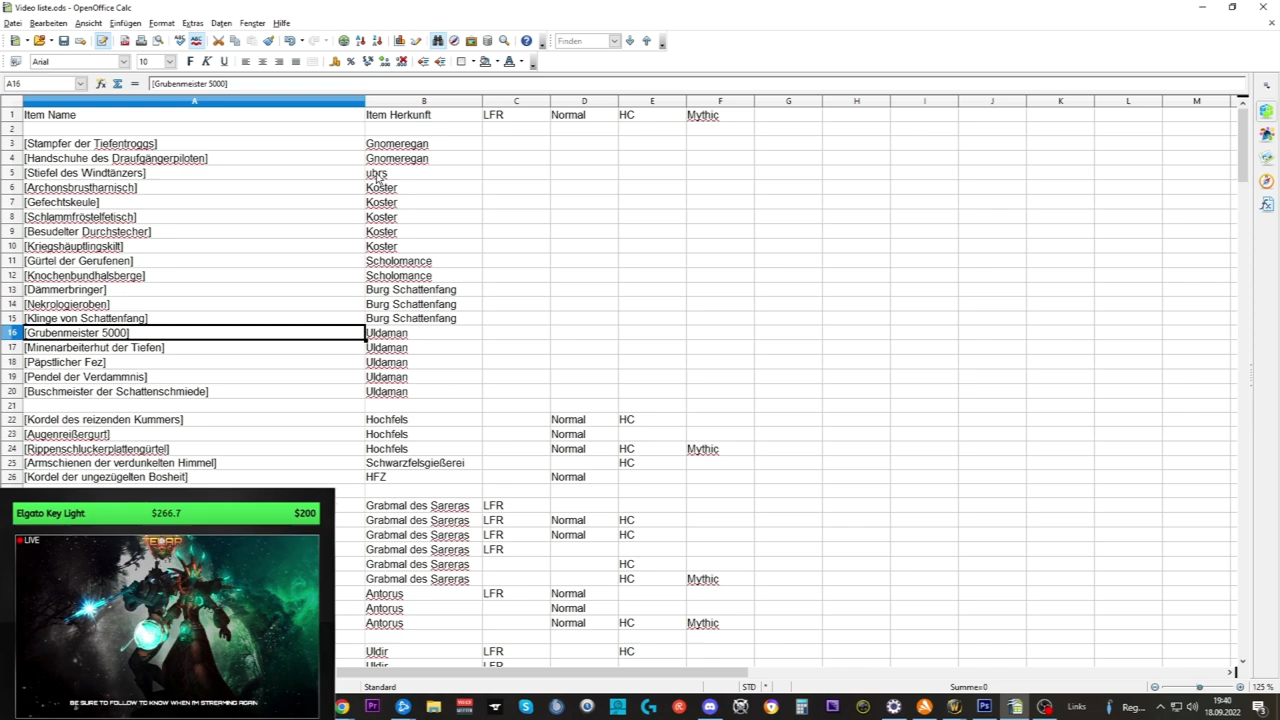 Video liste.ods - OpenOffice Calc
Datei Bearbeiten Ansicht Einfügen Format Extras Daten Fenster Hilfe
Finden
Arial 10
A16 [Grubenmeister 5000]
A B C D E F G H I J K L M
1 Item Name Item Herkunft LFR Normal HC Mythic
2
3 [Stampfer der Tiefentroggs] Gnomeregan
4 [Handschuhe des Draufgängerpiloten] Gnomeregan
5 [Stiefel des Windtänzers] ubrs
6 [Archonsbrustharnisch] Koster
7 [Gefechtskeule] Koster
8 [Schlammfröstelfetisch] Koster
9 [Besudelter Durchstecher] Koster
10 [Kriegshäuptlingskilt] Koster
11 [Gürtel der Gerufenen] Scholomance
12 [Knochenbundhalsberge] Scholomance
13 [Dämmerbringer] Burg Schattenfang
14 [Nekrologieroben] Burg Schattenfang
15 [Klinge von Schattenfang] Burg Schattenfang
16 [Grubenmeister 5000] Uldaman
17 [Minenarbeiterhut der Tiefen] Uldaman
18 [Päpstlicher Fez] Uldaman
19 [Pendel der Verdammnis] Uldaman
20 [Buschmeister der Schattenschmiede] Uldaman
21
22 [Kordel des reizenden Kummers] Hochfels Normal HC
23 [Augenreißergurt] Hochfels Normal
24 [Rippenschluckerplattengürtel] Hochfels Normal HC Mythic
25 [Armschienen der verdunkelten Himmel] Schwarzfelsgießerei HC
26 [Kordel der ungezügelten Bosheit] HFZ Normal
Grabmal des Sareras LFR
Grabmal des Sareras LFR Normal HC
Grabmal des Sareras LFR Normal HC
Grabmal des Sareras LFR
Grabmal des Sareras HC
Grabmal des Sareras HC Mythic
Antorus LFR Normal
Antorus Normal
Antorus Normal HC Mythic
Uldir LFR HC
Uldir LFR
Elgato Key Light $266.7 $200
LIVE
BE SURE TO FOLLOW TO KNOW WHEN I'M STREAMING AGAIN
Standard STD * Summe=0 125 %
Links Reg... 19:40
18.09.2022